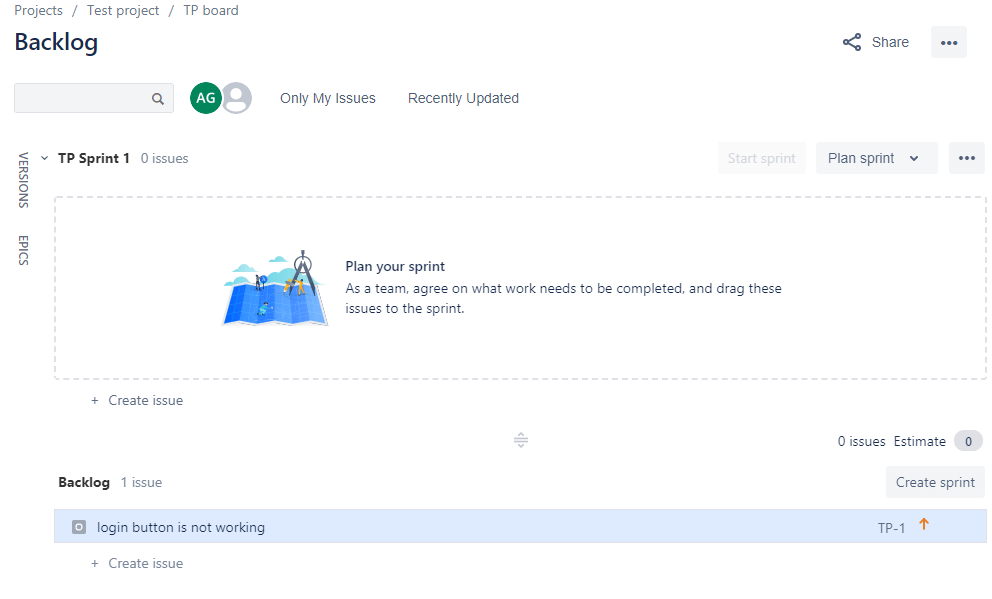 Projects / Test project / TP board
Backlog
Share
AG
Only My Issues
Recently Updated
VERSIONS
EPICS
TP Sprint 1 0 issues
Start sprint
Plan sprint
Plan your sprint
As a team, agree on what work needs to be completed, and drag these
issues to the sprint.
+ Create issue
0 issues Estimate 0
Backlog 1 issue
Create sprint
login button is not working
TP-1
+ Create issue